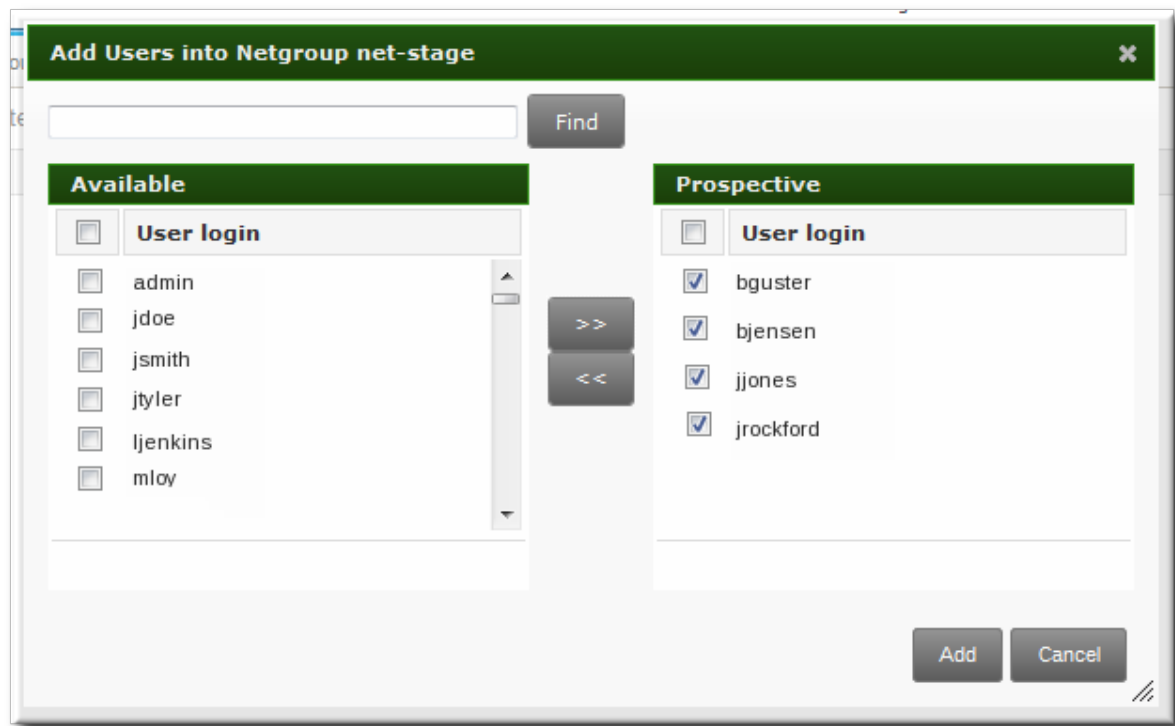 Add Users into Netgroup net-stage
Find
Available
User login
admin
jdoe
jsmith
jtyler
ljenkins
mloy
>>
<<
Prospective
User login
bguster
bjensen
jjones
jrockford
Add
Cancel